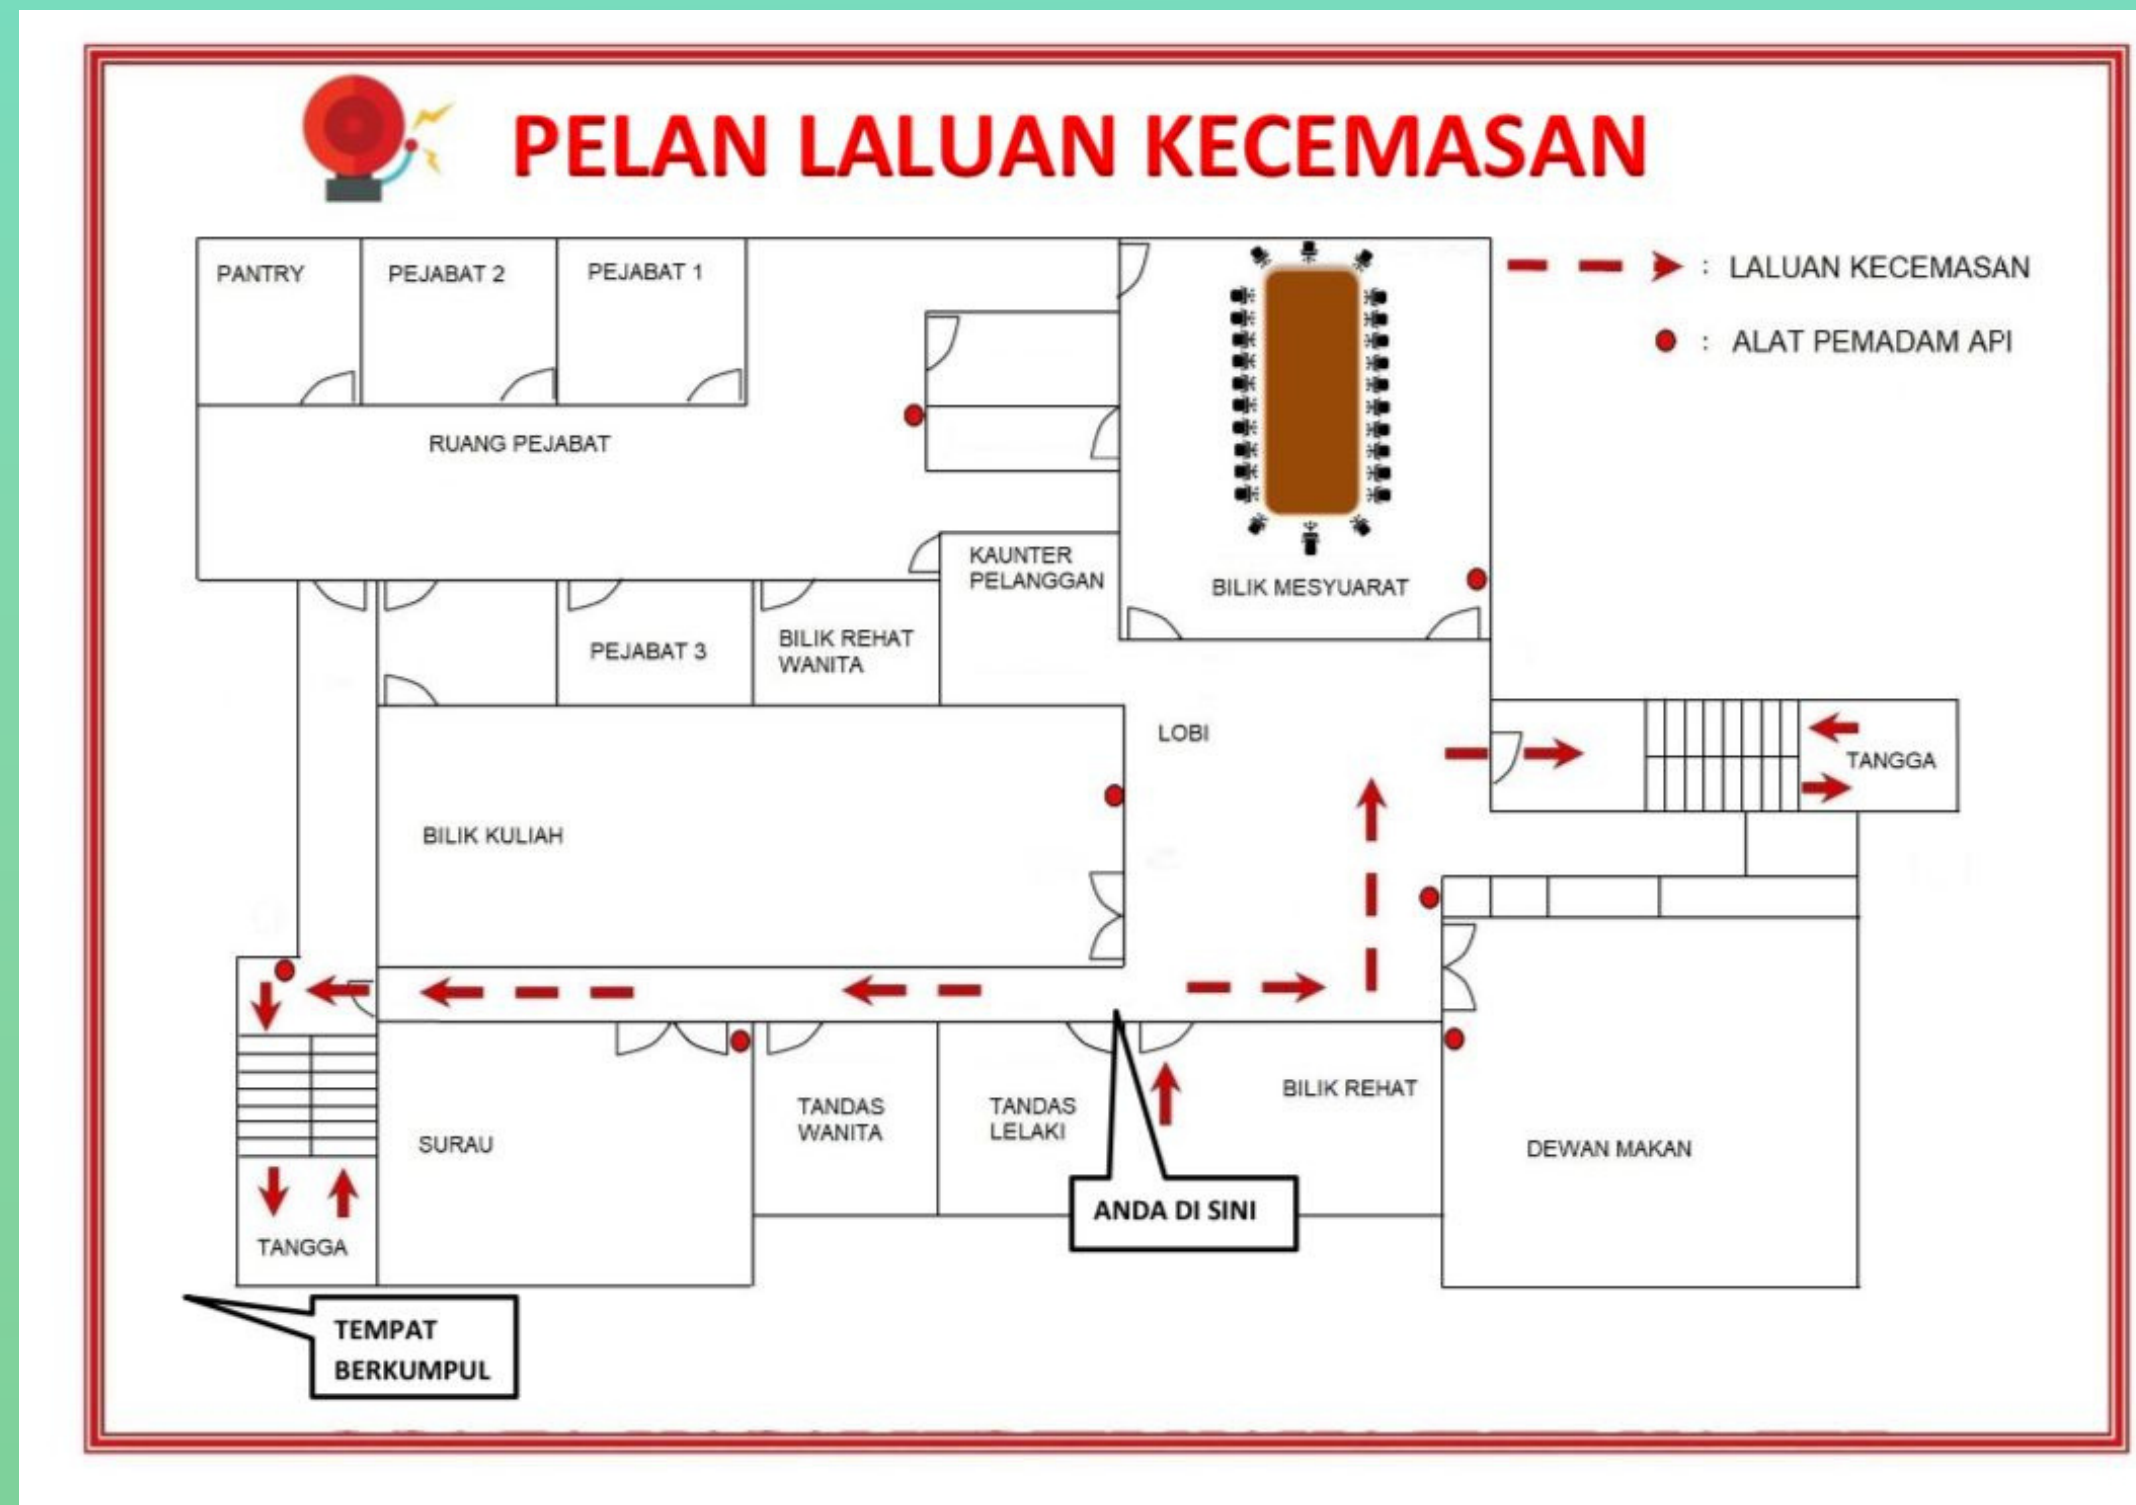 PELAN LALUAN KECEMASAN
PANTRY
PEJABAT 2
PEJABAT 1
: LALUAN KECEMASAN
: ALAT PEMADAM API
RUANG PEJABAT
KAUNTER
PELANGGAN
BILIK MESYUARAT
PEJABAT 3
BILIK REHAT
WANITA
LOBI
TANGGA
BILIK KULIAH
SURAU
TANDAS
WANITA
TANDAS
LELAKI
BILIK REHAT
DEWAN MAKAN
ANDA DI SINI
TANGGA
TEMPAT
BERKUMPUL